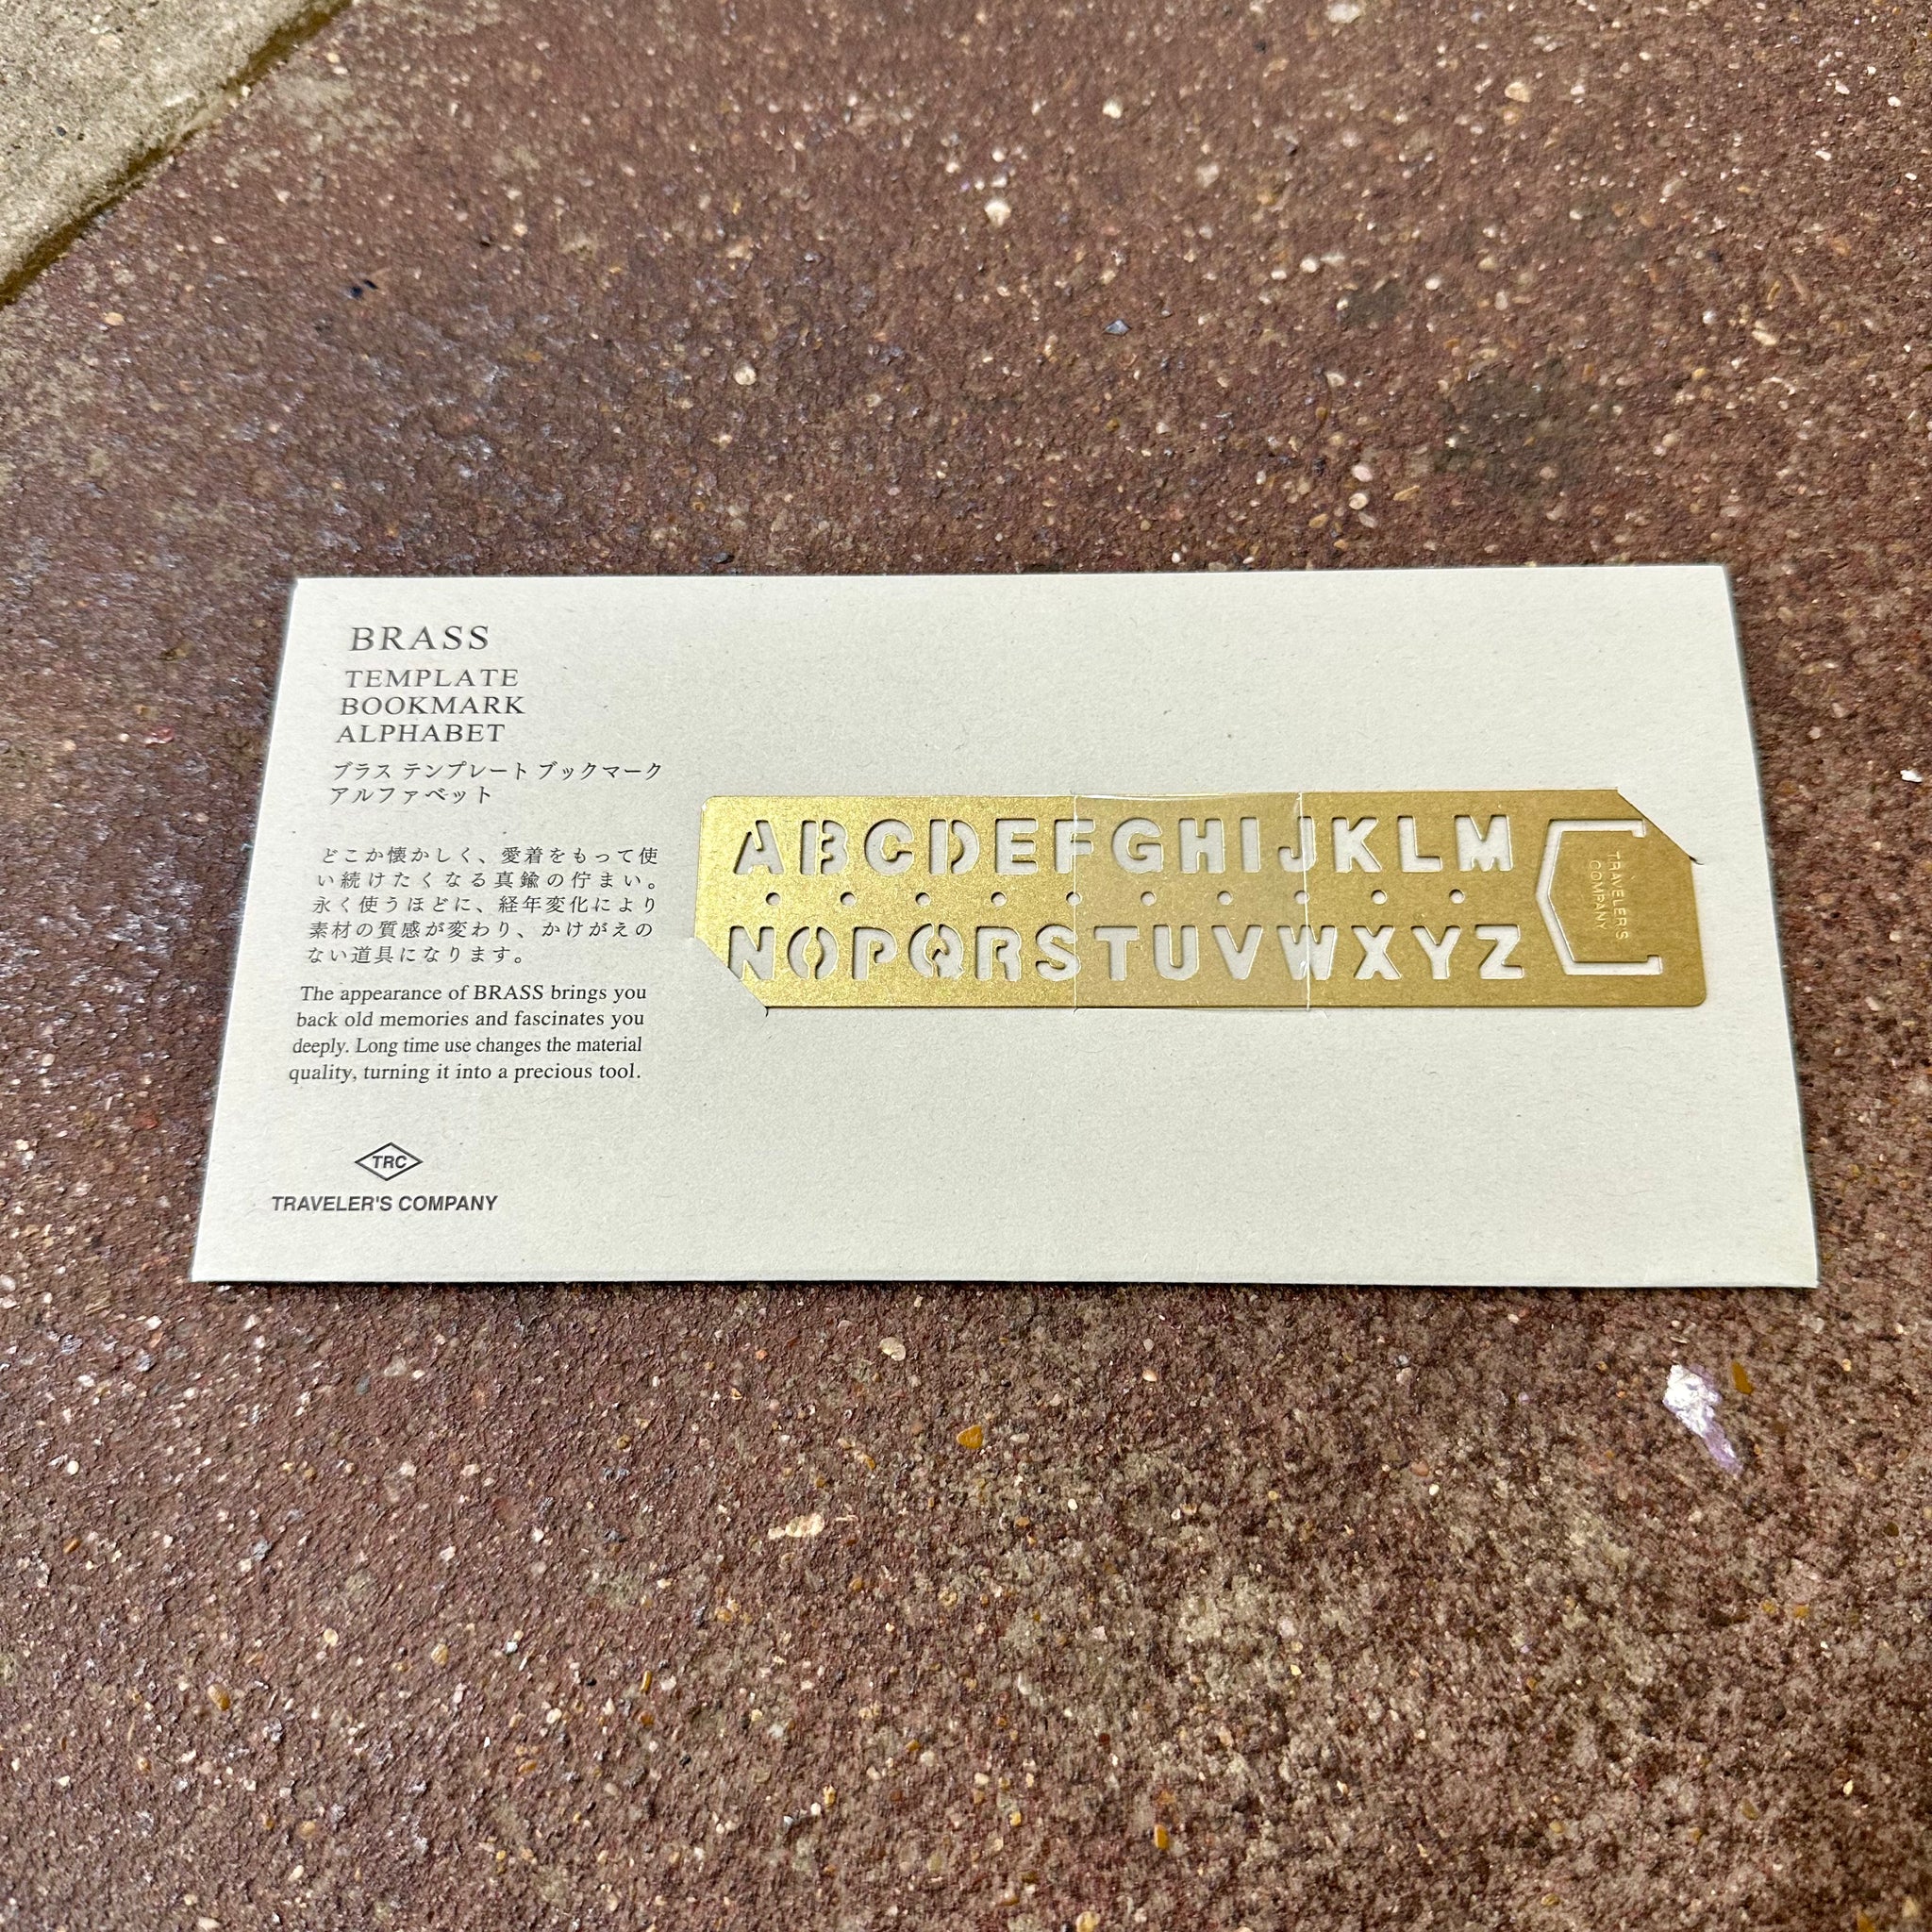 BRASS
TEMPLATE
BOOKMARK
ALPHABET
ブラス テンプレート ブックマーク
アルファベット
どこか懐かしく、愛着をもって使
い続けたくなる真鍮の佇まい。
永く使うほどに、経年変化により
素材の質感が変わり、かけがえの
ない道具になります。
The appearance of BRASS brings you
back old memories and fascinates you
deeply. Long time use changes the material
quality, turning it into a precious tool.
TRC
TRAVELER'S COMPANY
ABCDEFGHIJKLM
NOPQRSTUVWXYZ
TRAVELER'S
COMPANY